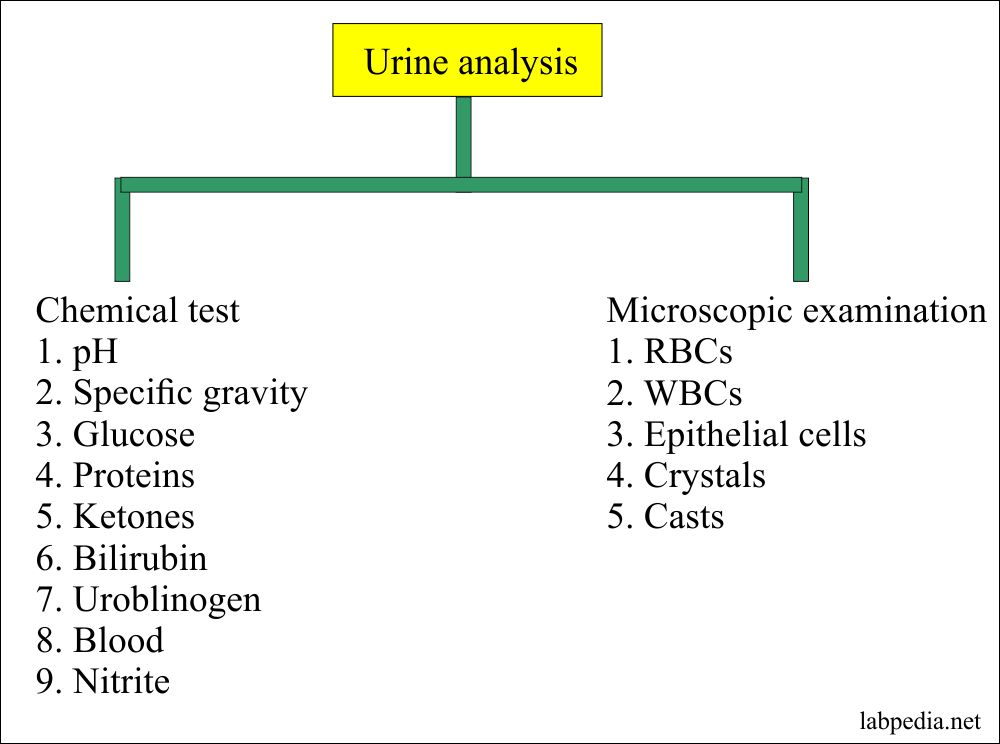 Urine analysis
Chemical test
1. pH
2. Specific gravity
3. Glucose
4. Proteins
5. Ketones
6. Bilirubin
7. Uroblinogen
8. Blood
9. Nitrite
Microscopic examination
1. RBCs
2. WBCs
3. Epithelial cells
4. Crystals
5. Casts
labpedia.net